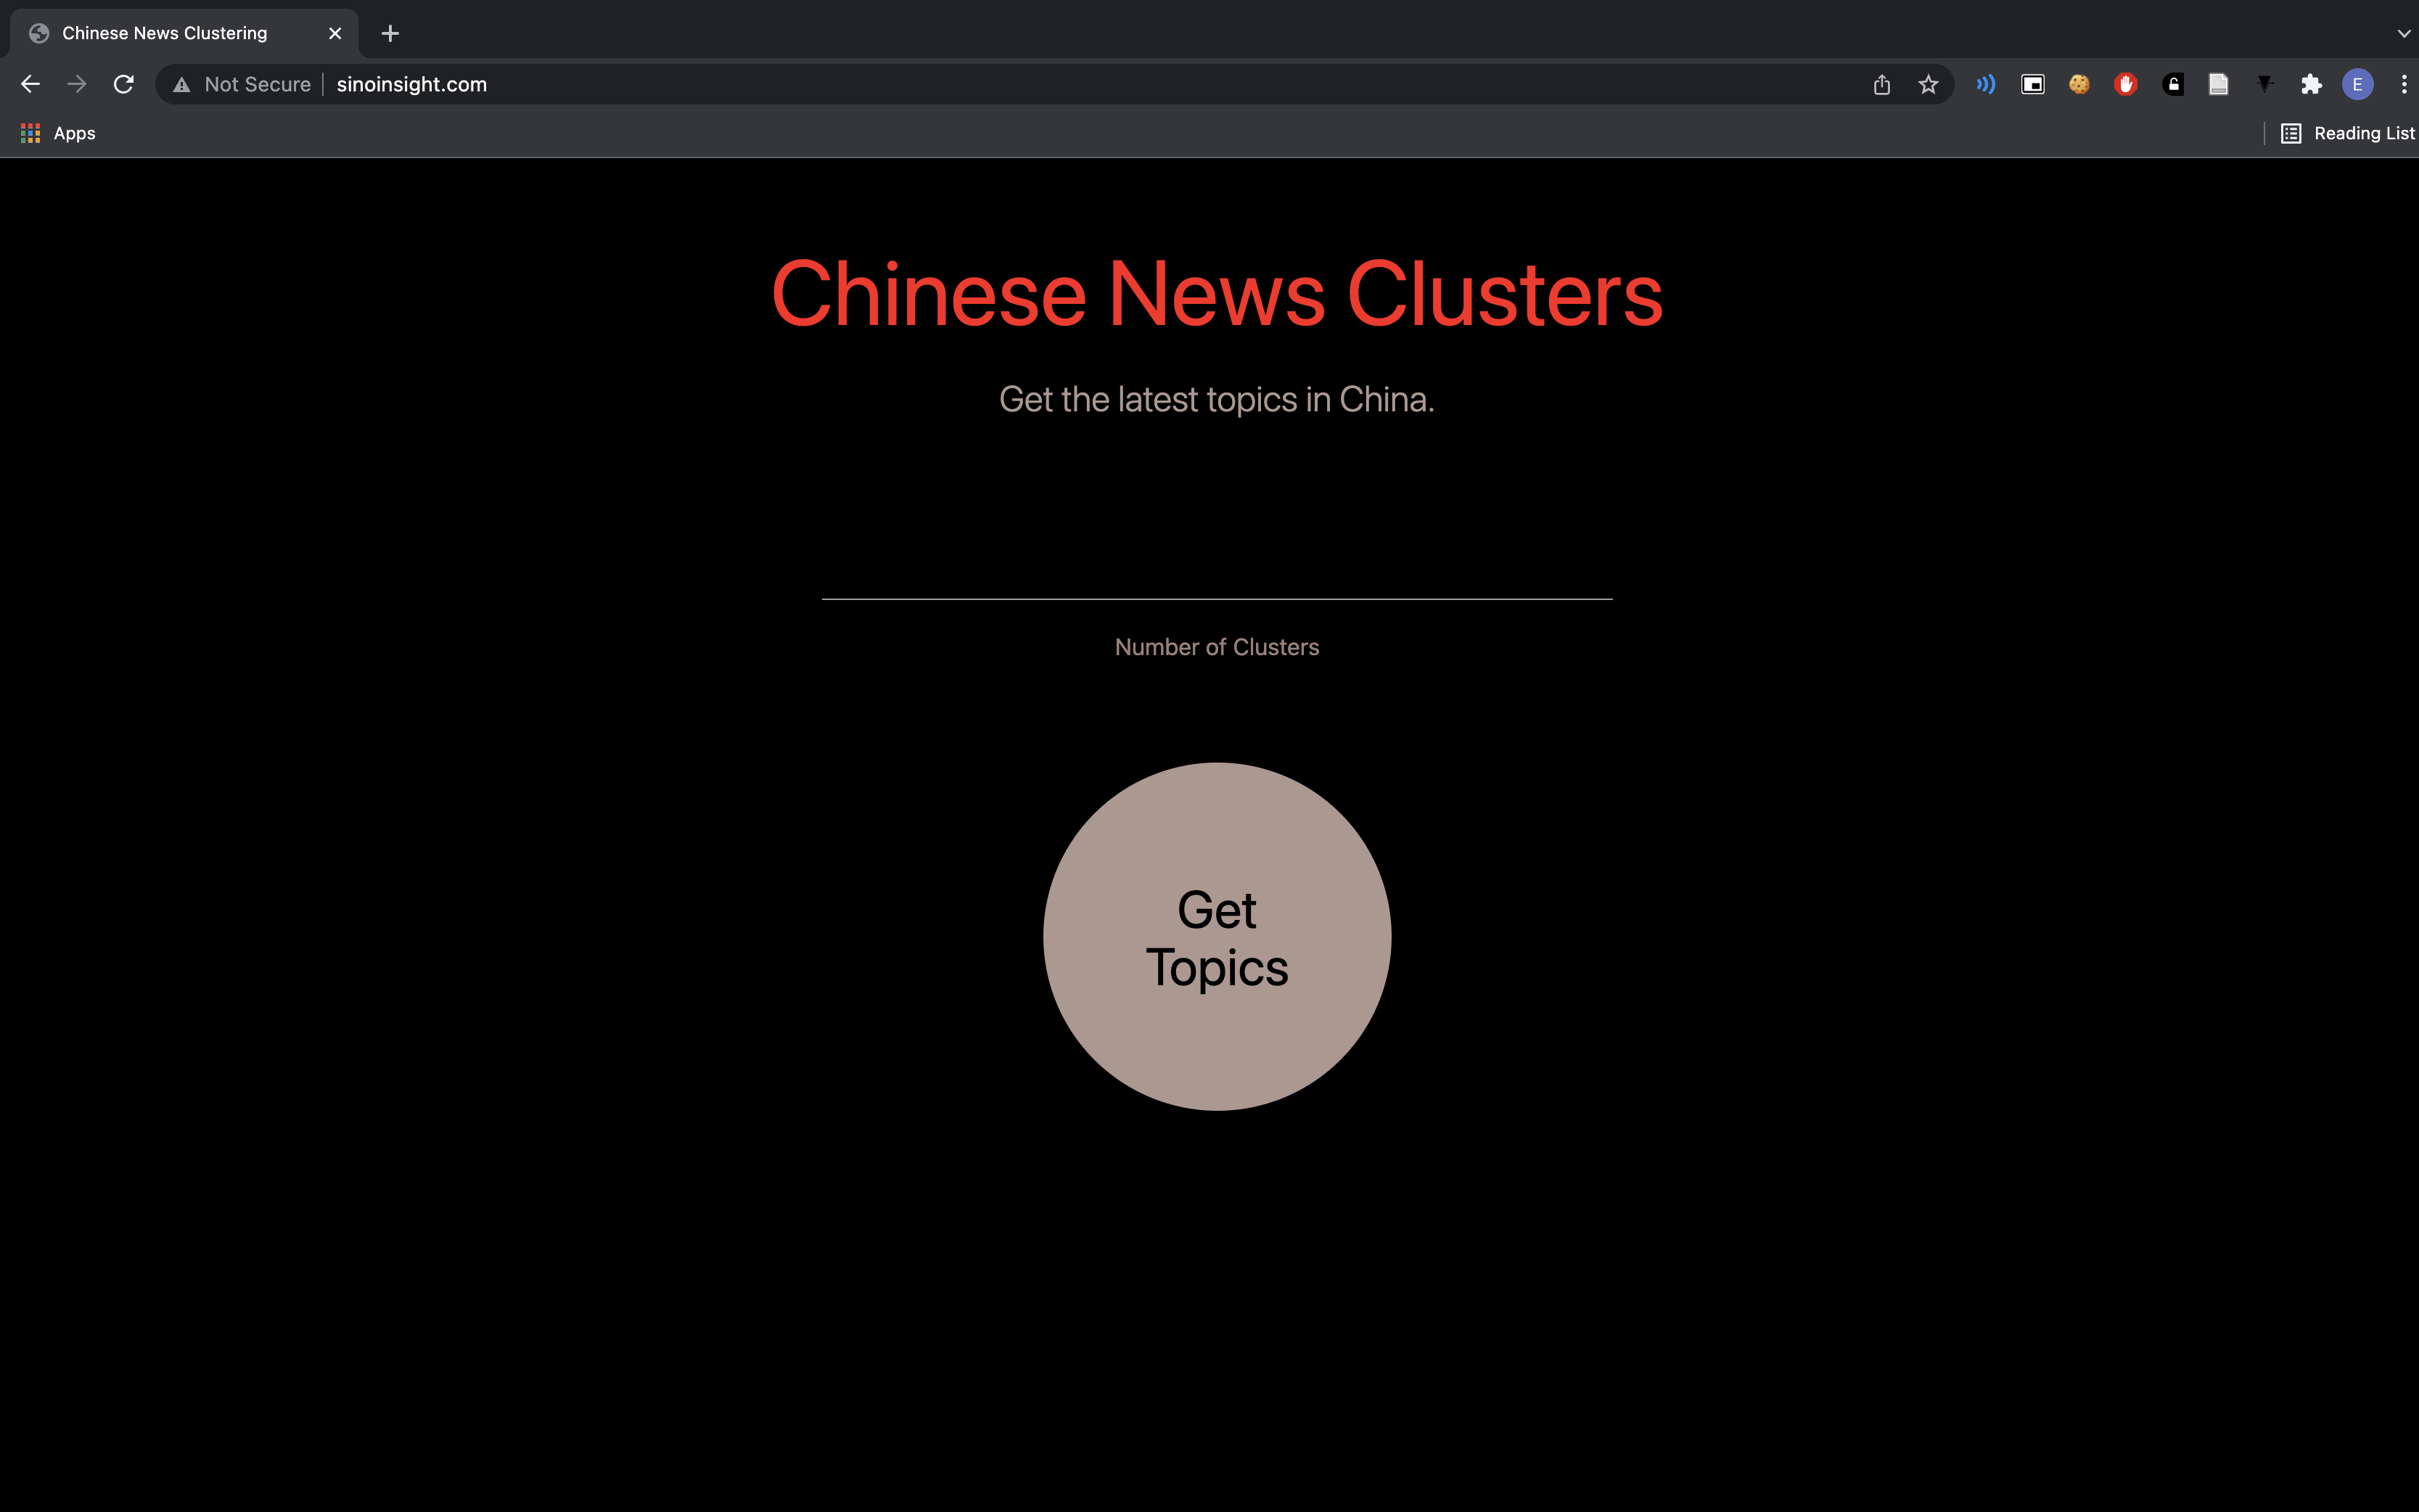 Chinese News Clustering
Not Secure
sinoinsight.com
E
Apps
Reading List
Chinese News Clusters
Get the latest topics in China.
Number of Clusters
Get
Topics